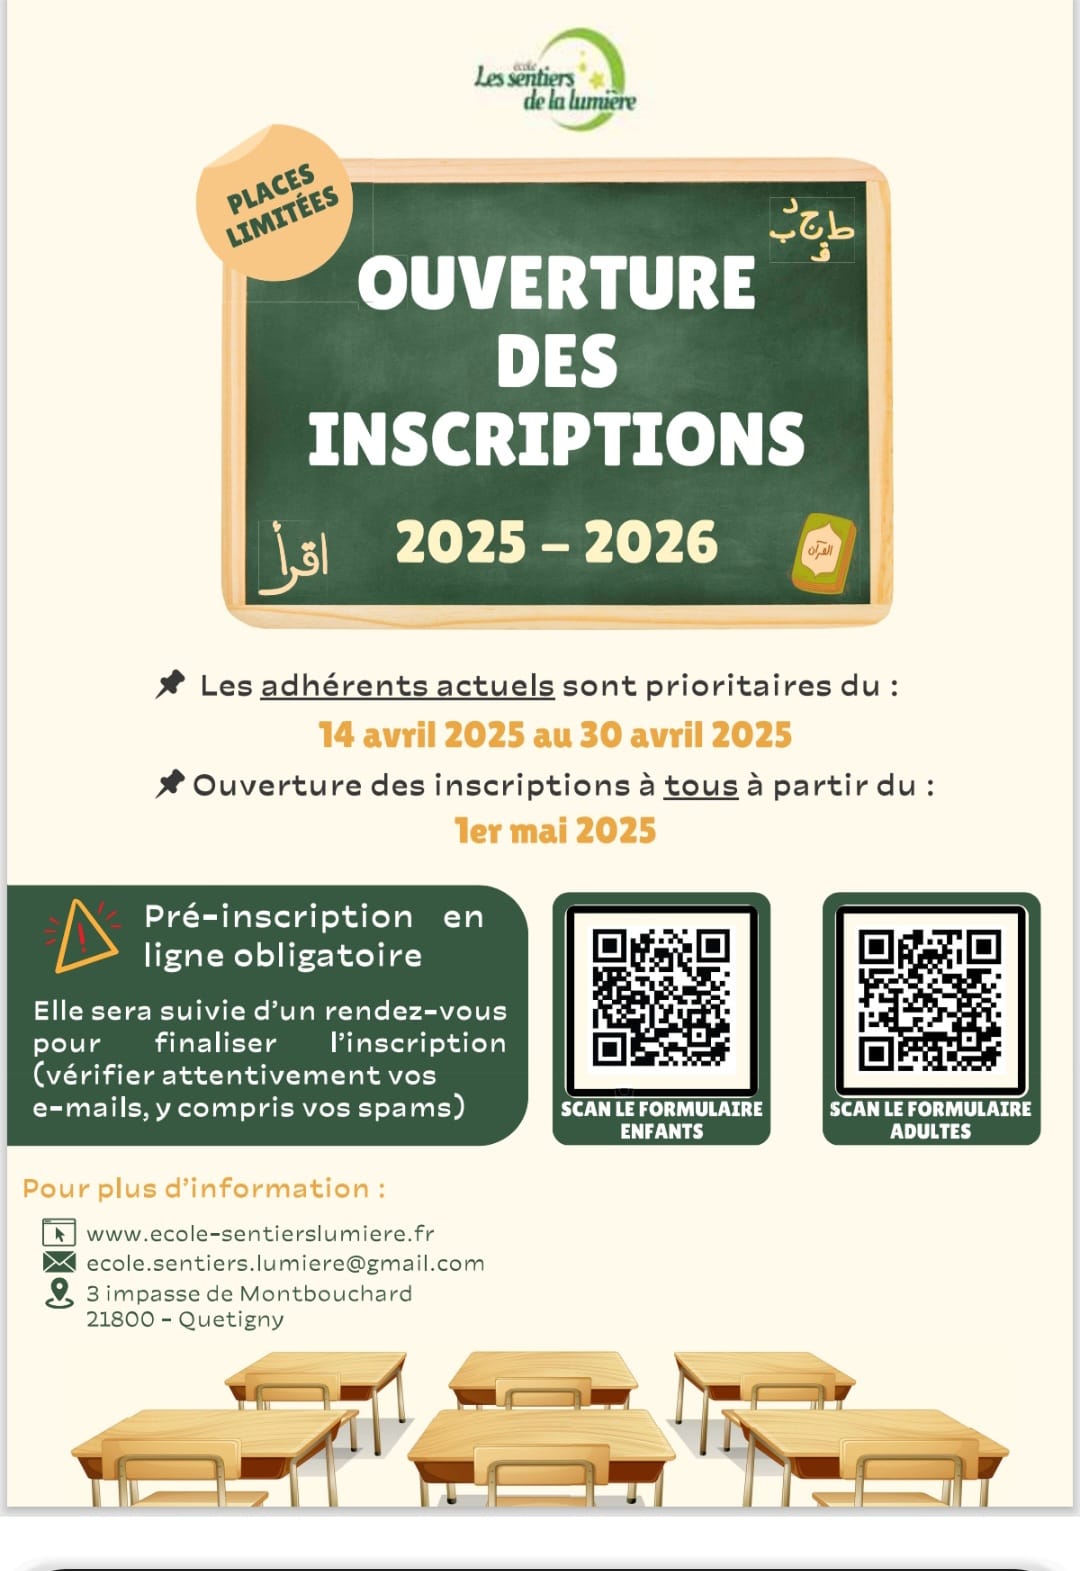 école
Les sentiers
de la lumière
PLACES
LIMITÉES
د
ط ج ب
ق
OUVERTURE
DES
INSCRIPTIONS
2025 – 2026
اقرأ
القرآن
Les adhérents actuels sont prioritaires du :
14 avril 2025 au 30 avril 2025
Ouverture des inscriptions à tous à partir du :
1er mai 2025
Pré-inscription en
ligne obligatoire
Elle sera suivie d'un rendez-vous
pour finaliser l'inscription
(vérifier attentivement vos
e-mails, y compris vos spams)
SCAN LE FORMULAIRE
ENFANTS
SCAN LE FORMULAIRE
ADULTES
Pour plus d'information :
www.ecole-sentierslumiere.fr
ecole.sentiers.lumiere@gmail.com
3 impasse de Montbouchard
21800 - Quetigny